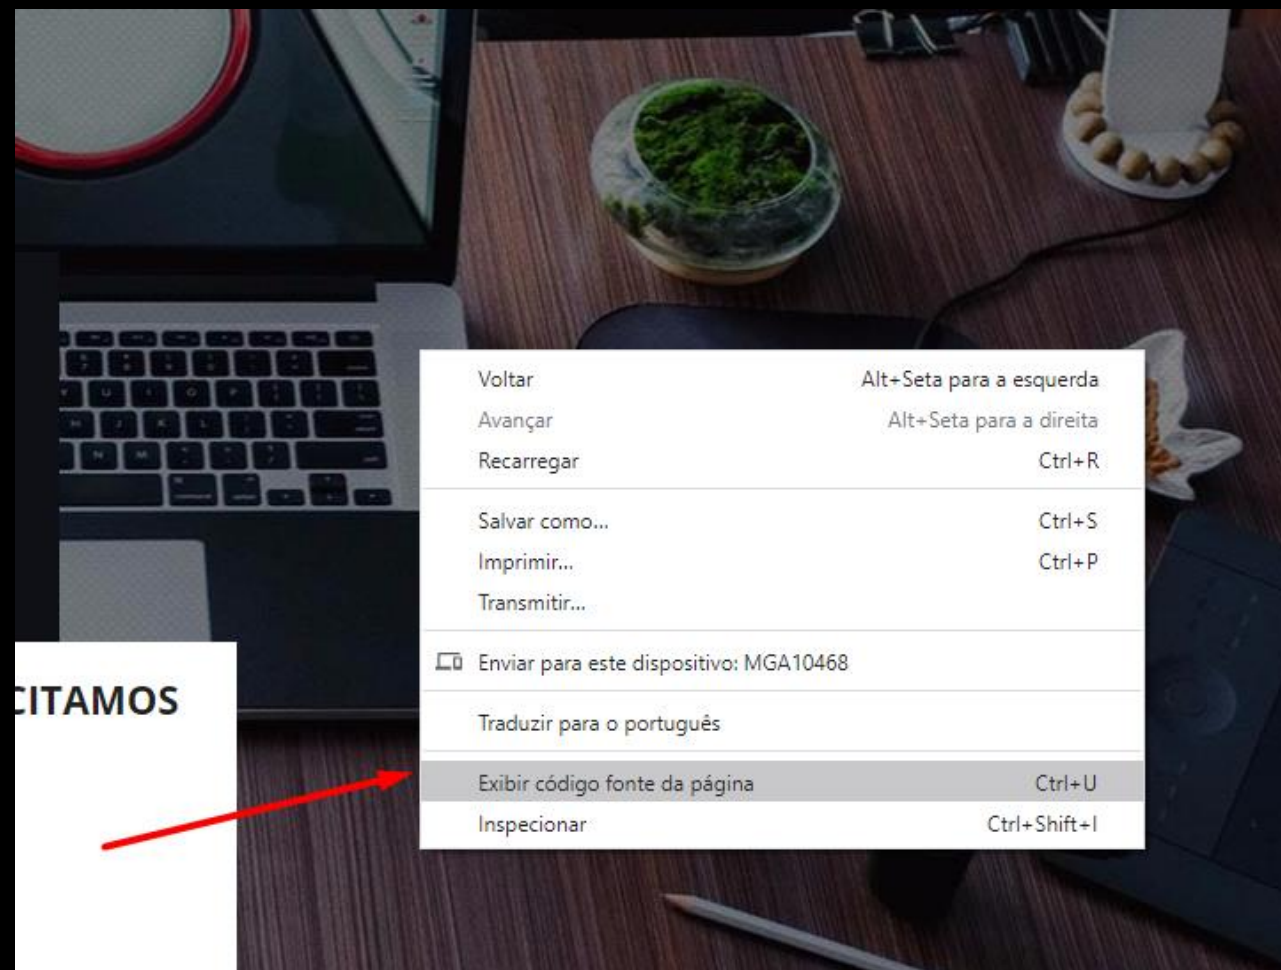 Voltar Alt+Seta para a esquerda
Avançar Alt+Seta para a direita
Recarregar Ctrl+R
Salvar como... Ctrl+S
Imprimir... Ctrl+P
Transmitir...
Enviar para este dispositivo: MGA10468
Traduzir para o português
CITAMOS
Exibir código fonte da página Ctrl+U
Inspecionar Ctrl+Shift+I